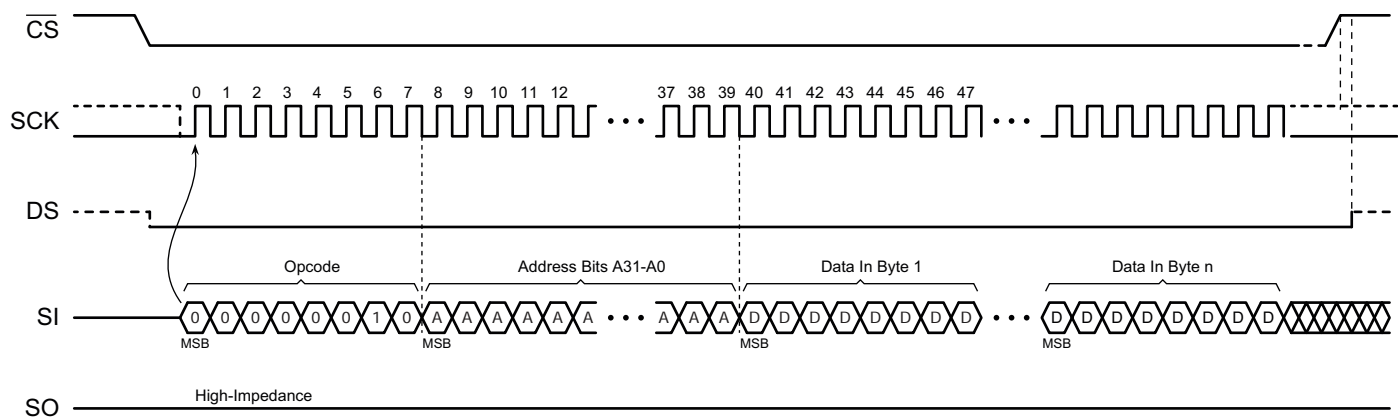 CS
0 1 2 3 4 5 6 7 8 9 10 11 12 37 38 39 40 41 42 43 44 45 46 47
SCK
DS
Opcode Address Bits A31-A0 Data In Byte 1 Data In Byte n
SI 0 0 0 0 0 0 1 0 A A A A A A A A A D D D D D D D D D D D D D D D D
MSB MSB MSB MSB
High-Impedance
SO